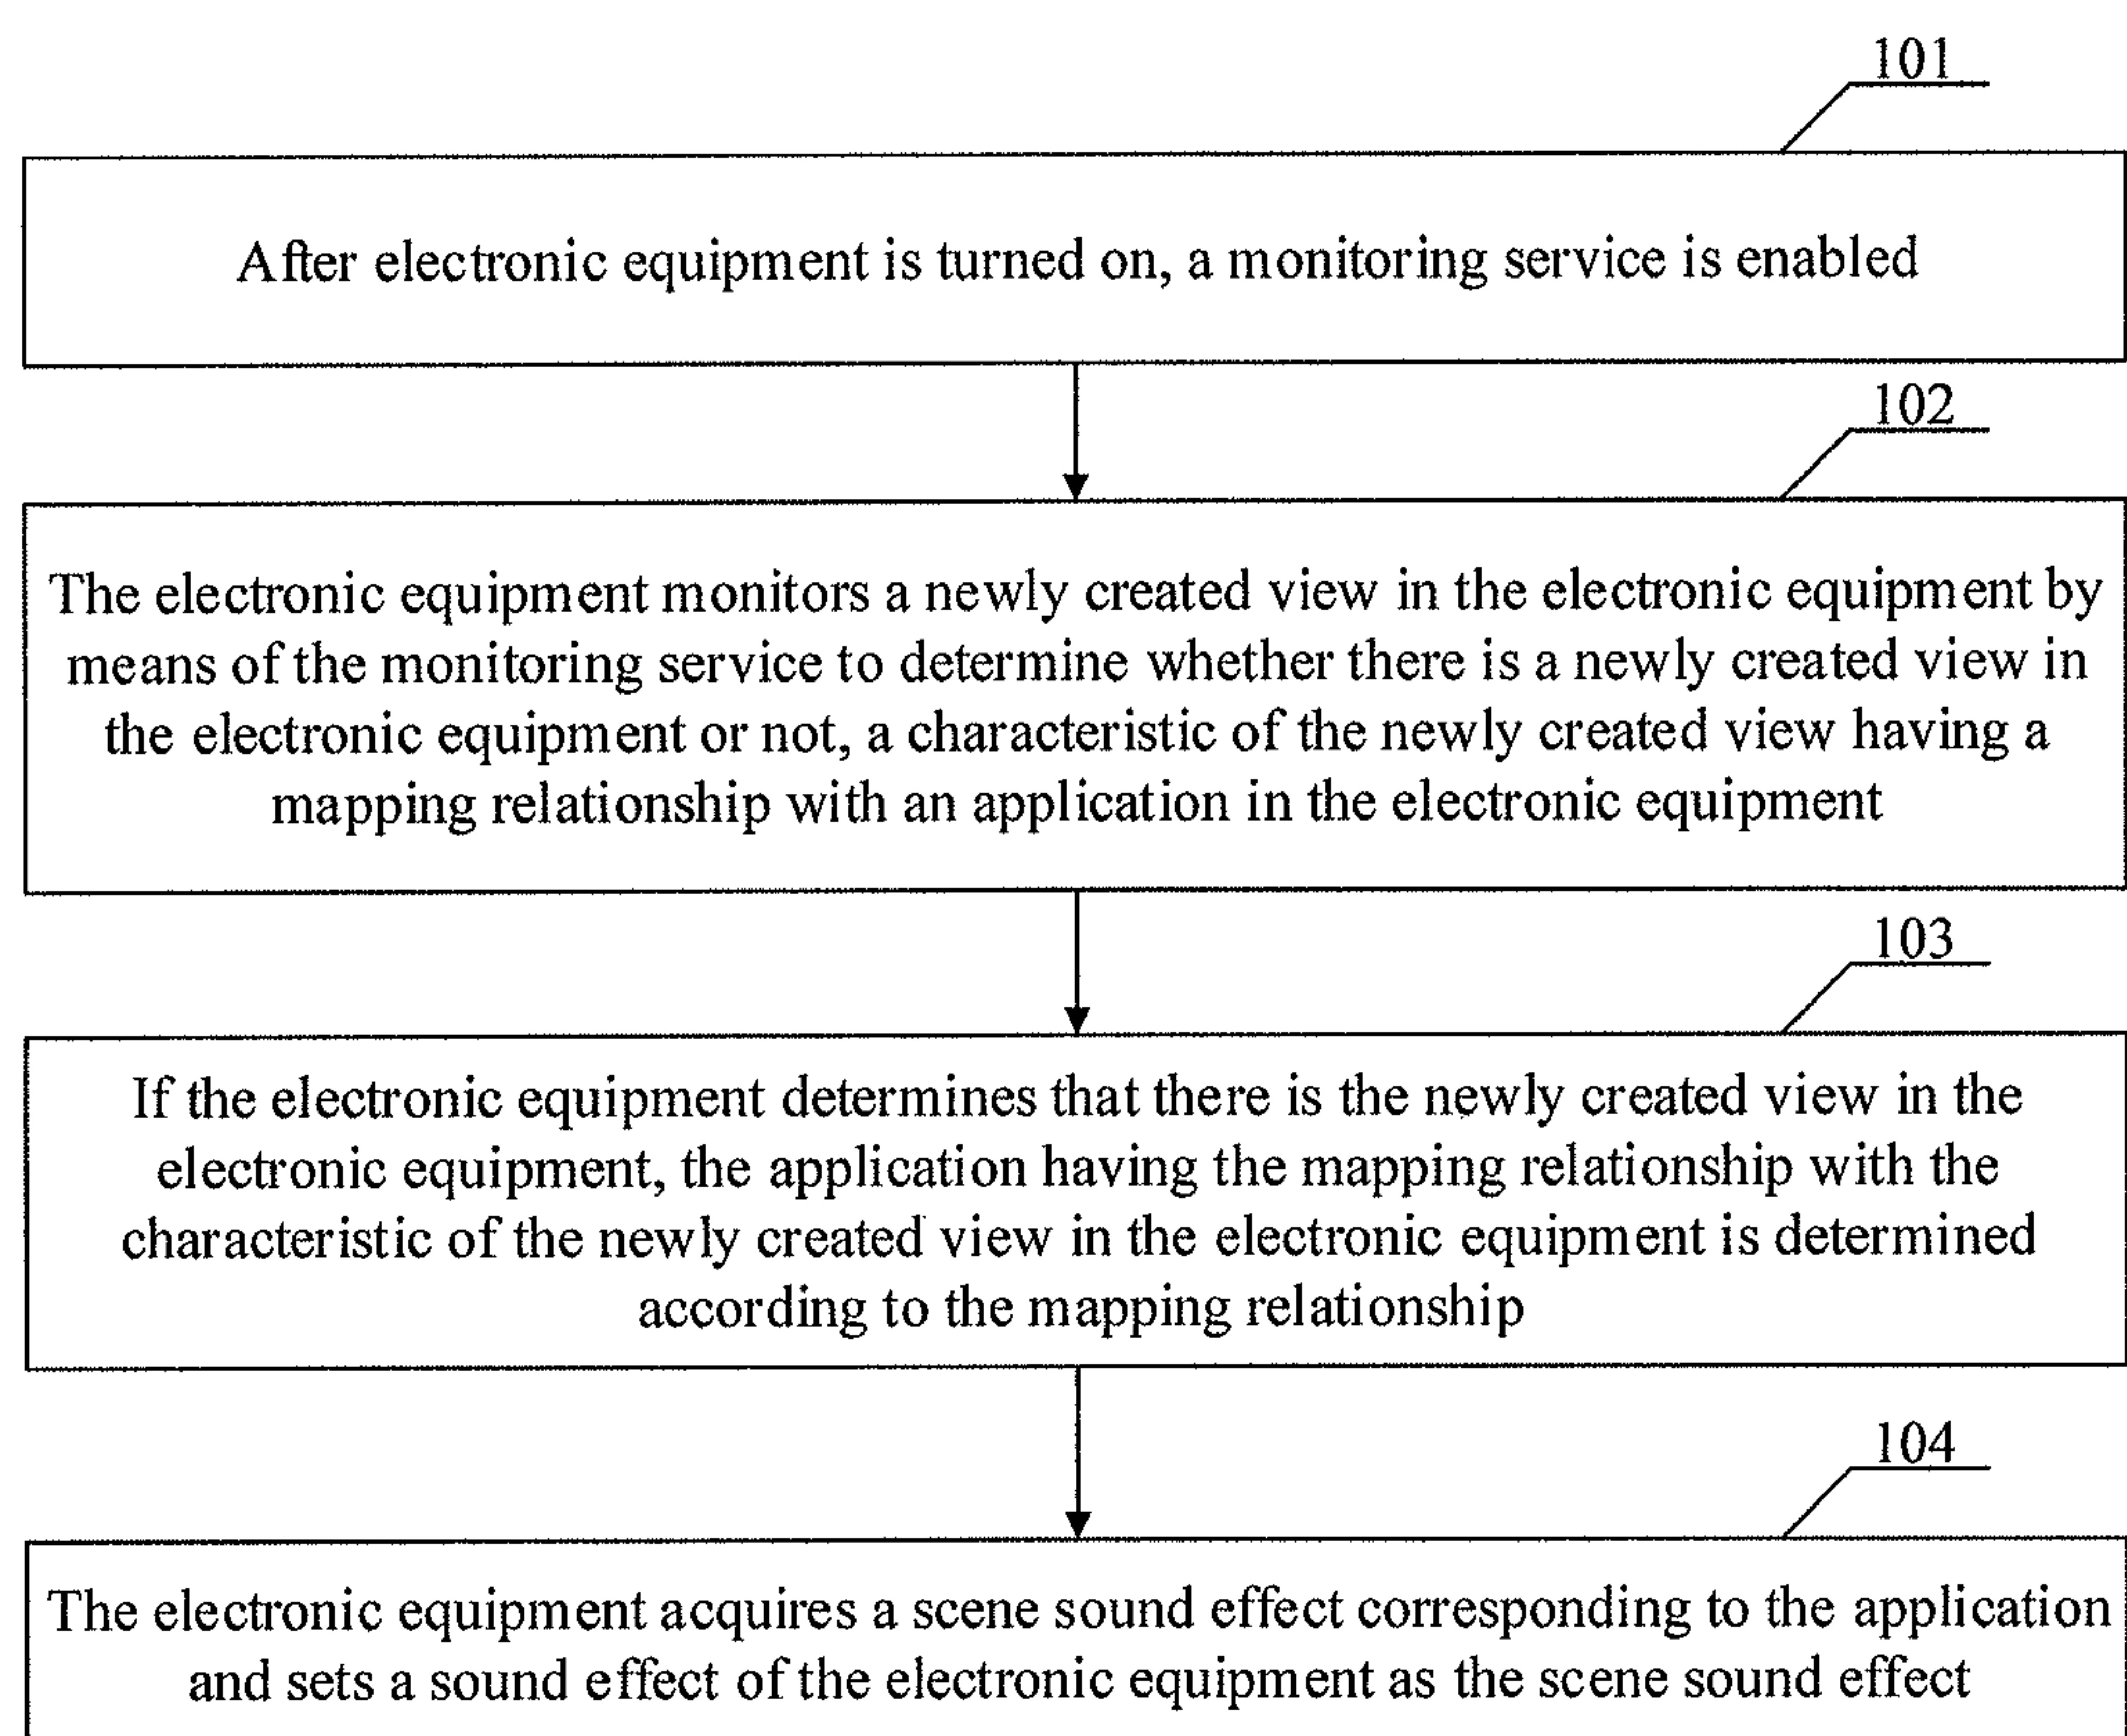 101
After electronic equipment is turned on, a monitoring service is enabled
102
The electronic equipment monitors a newly created view in the electronic equipment by
means of the monitoring service to determine whether there is a newly created view in
the electronic equipment or not, a characteristic of the newly created view having a
mapping relationship with an application in the electronic equipment
103
If the electronic equipment determines that there is the newly created view in the
electronic equipment, the application having the mapping relationship with the
characteristic of the newly created view in the electronic equipment is determined
according to the mapping relationship
104
The electronic equipment acquires a scene sound effect corresponding to the application
and sets a sound effect of the electronic equipment as the scene sound effect